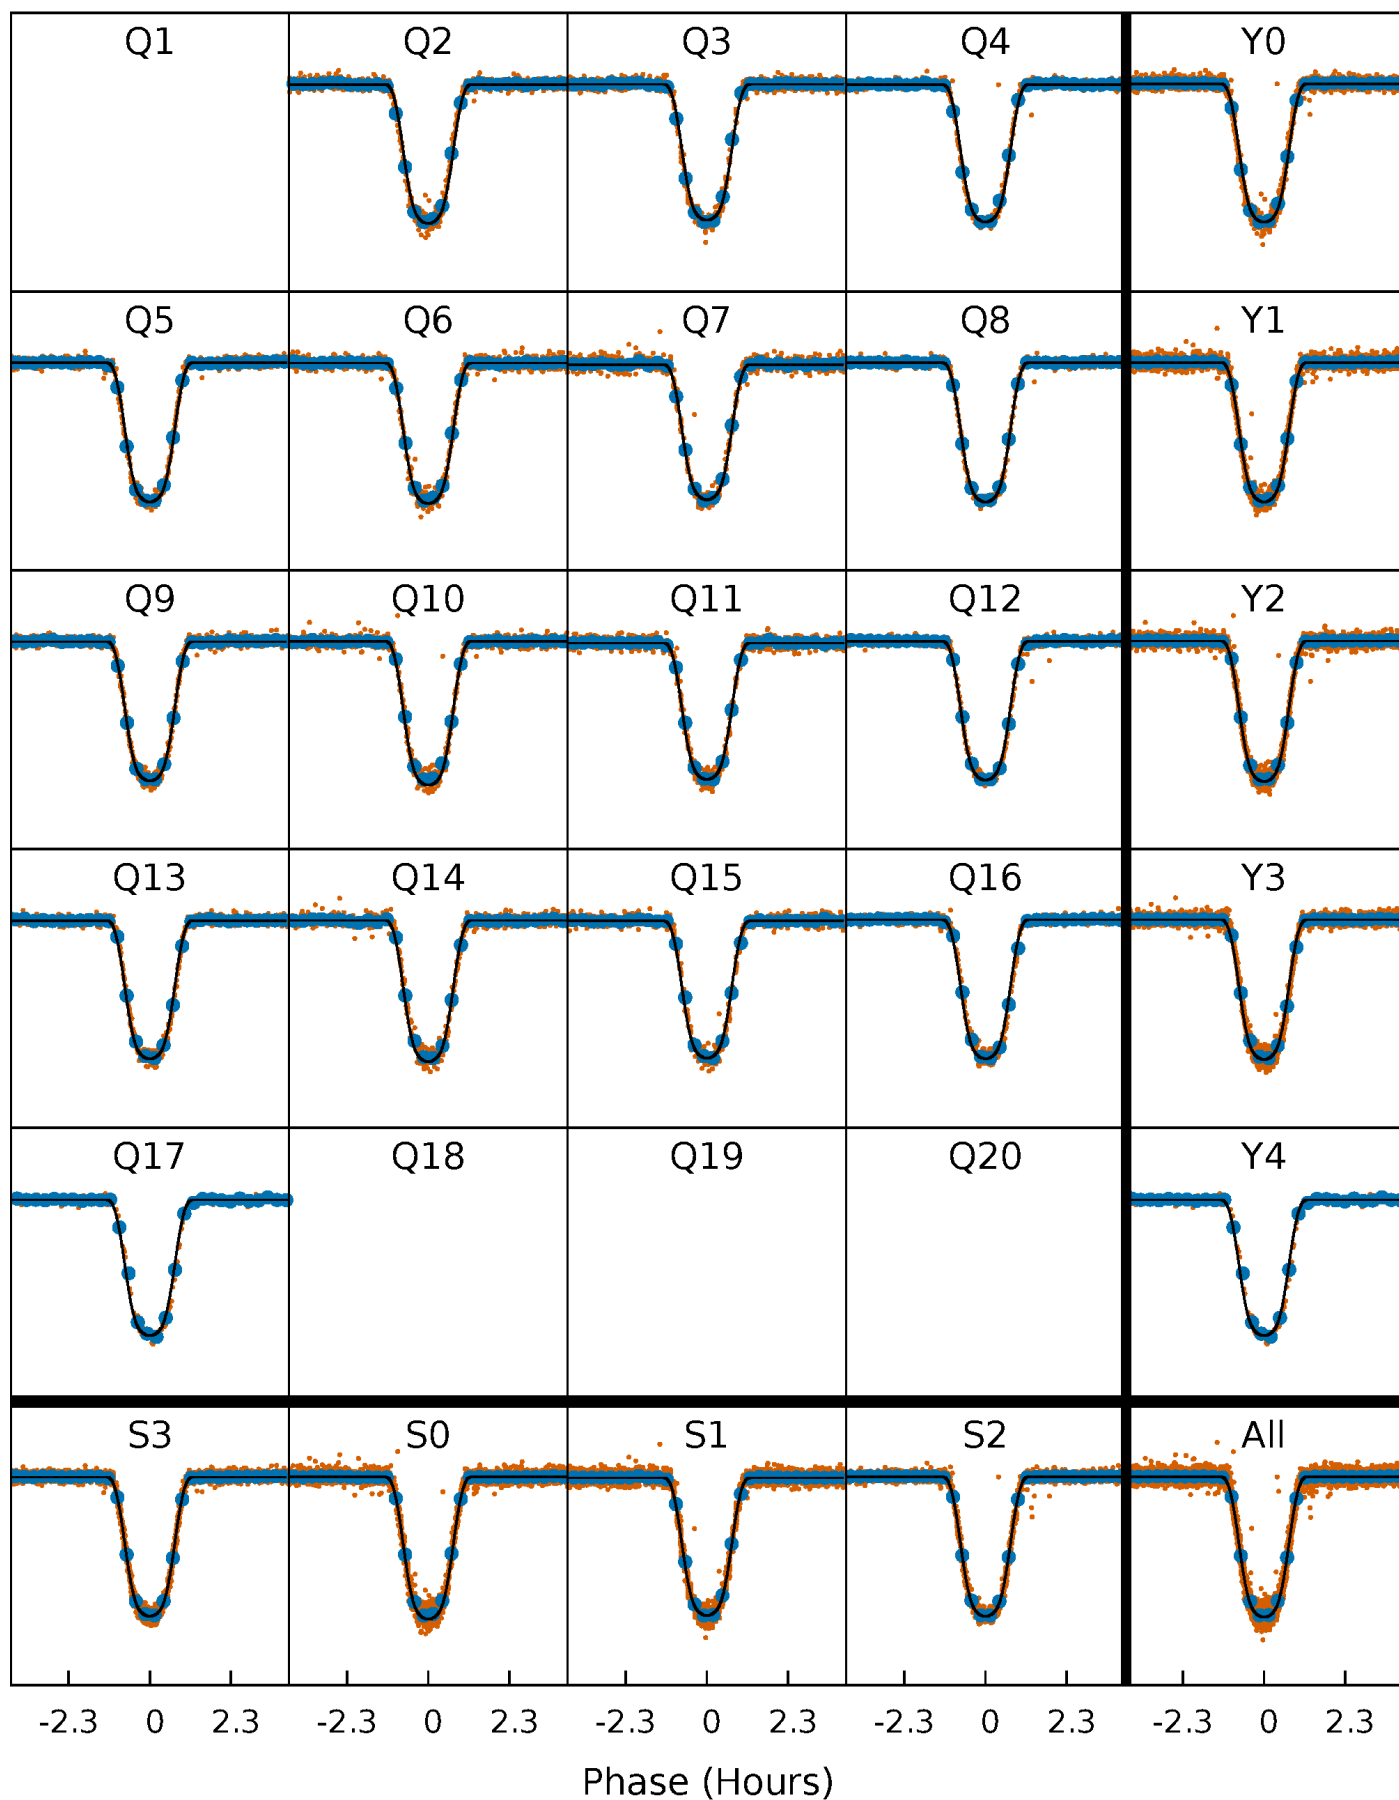 Q1 Q2 Q3 Q4 Y0
Q5 Q6 Q7 Q8 Y1
Q9 Q10 Q11 Q12 Y2
Q13 Q14 Q15 Q16 Y3
Q17 Q18 Q19 Q20 Y4
S3 S0 S1 S2 All
-2.3 0 2.3 -2.3 0 2.3 -2.3 0 2.3 -2.3 0 2.3 -2.3 0 2.3
Phase (Hours)